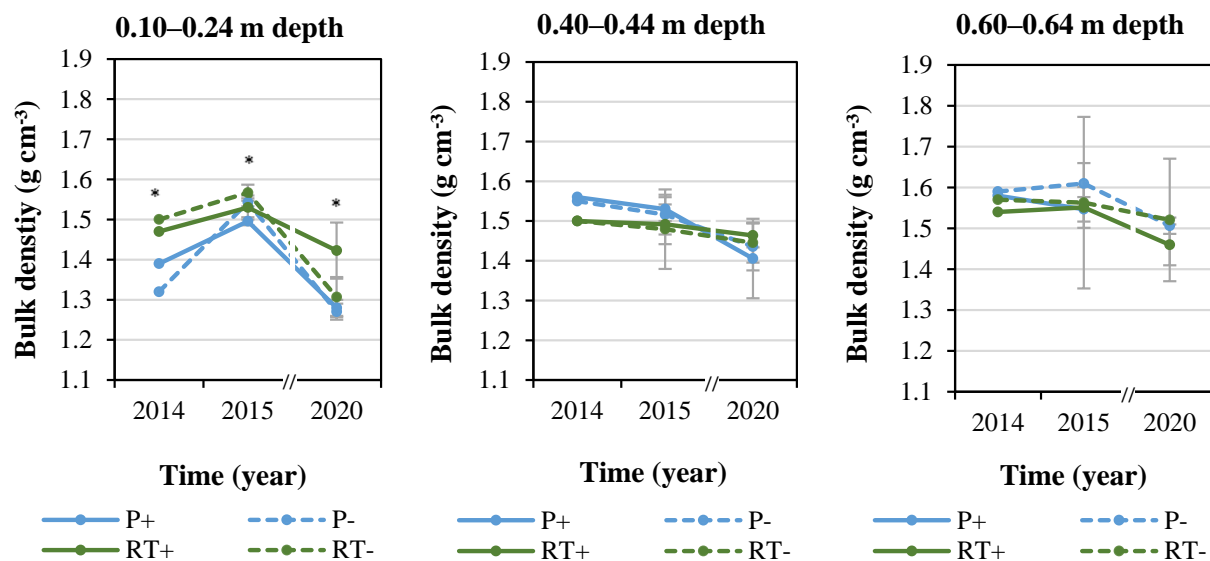 0.10–0.24 m depth
Bulk density (g cm-3)
1.9
1.8
1.7
1.6
1.5
1.4
1.3
1.2
1.1
*
*
*
2014 2015 // 2020
Time (year)
P+ P-
RT+ RT-
0.40–0.44 m depth
Bulk density (g cm-3)
1.9
1.8
1.7
1.6
1.5
1.4
1.3
1.2
1.1
2014 2015 // 2020
Time (year)
P+ P-
RT+ RT-
0.60–0.64 m depth
Bulk density (g cm-3)
1.9
1.8
1.7
1.6
1.5
1.4
1.3
1.2
1.1
2014 2015 // 2020
Time (year)
P+ P-
RT+ RT-